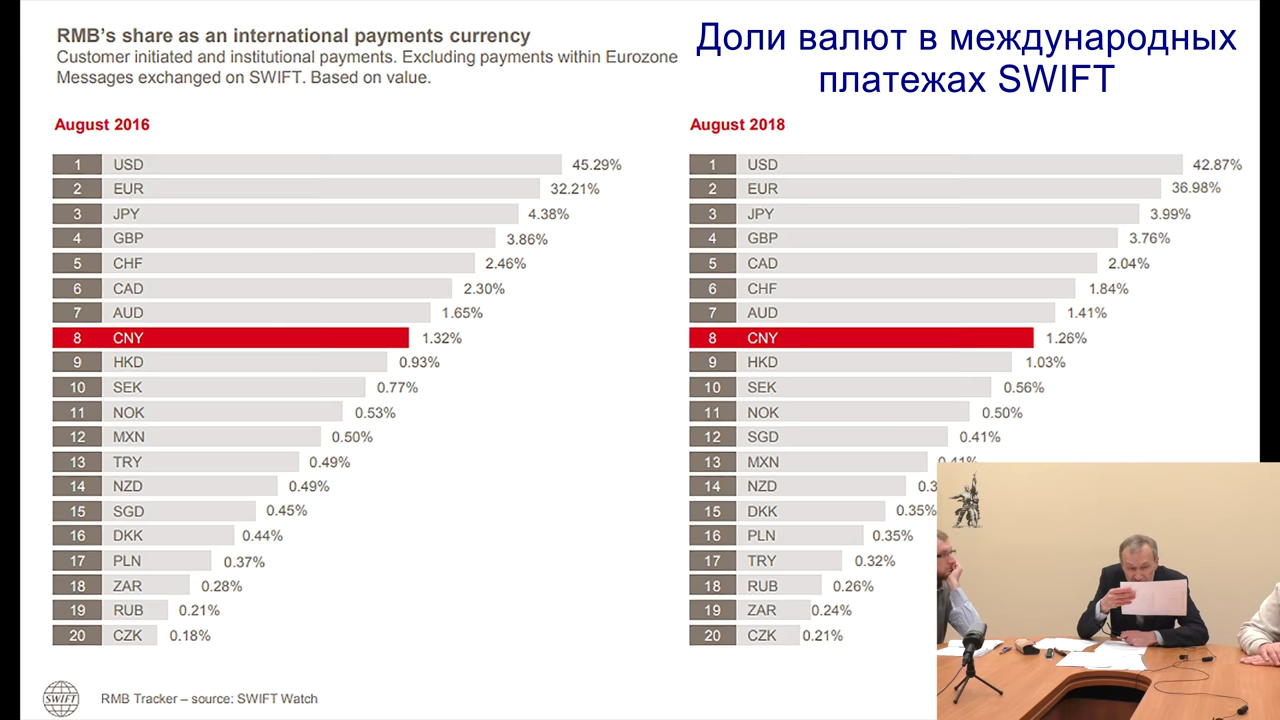 RMB's share as an international payments currency
Customer initiated and institutional payments. Excluding payments within Eurozone
Messages exchanged on SWIFT. Based on value.
Доли валют в международных
платежах SWIFT
August 2016
1 USD 45.29%
2 EUR 32.21%
3 JPY 4.38%
4 GBP 3.86%
5 CHF 2.46%
6 CAD 2.30%
7 AUD 1.65%
8 CNY 1.32%
9 HKD 0.93%
10 SEK 0.77%
11 NOK 0.53%
12 MXN 0.50%
13 TRY 0.49%
14 NZD 0.49%
15 SGD 0.45%
16 DKK 0.44%
17 PLN 0.37%
18 ZAR 0.28%
19 RUB 0.21%
20 CZK 0.18%
August 2018
1 USD 42.87%
2 EUR 36.98%
3 JPY 3.99%
4 GBP 3.76%
5 CAD 2.04%
6 CHF 1.84%
7 AUD 1.41%
8 CNY 1.26%
9 HKD 1.03%
10 SEK 0.56%
11 NOK 0.50%
12 SGD 0.41%
13 MXN 0.41%
14 NZD 0.3
15 DKK 0.35%
16 PLN 0.35%
17 TRY 0.32%
18 RUB 0.26%
19 ZAR 0.24%
20 CZK 0.21%
SWIFT
RMB Tracker – source: SWIFT Watch